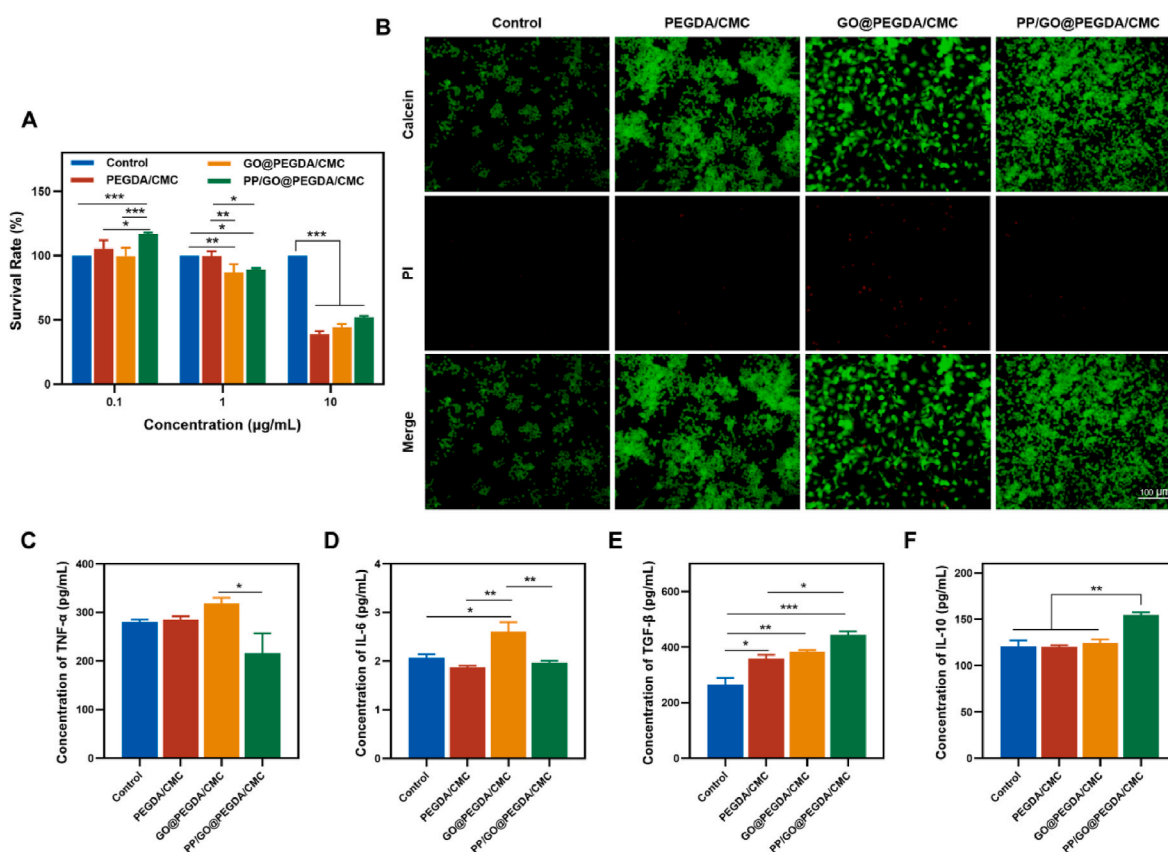 A
Control
PEGDA/CMC
GO@PEGDA/CMC
PP/GO@PEGDA/CMC
Survival Rate (%)
150
100
50
0
***
***
*
*
**
*
**
***
0.1
1
10
Concentration (µg/mL)
B
Control
PEGDA/CMC
GO@PEGDA/CMC
PP/GO@PEGDA/CMC
Calcein
PI
Merge
100 µm
C
Concentration of TNF-α (pg/mL)
400
300
200
100
0
*
Control
PEGDA/CMC
GO@PEGDA/CMC
PP/GO@PEGDA/CMC
D
Concentration of IL-6 (pg/mL)
4
3
2
1
0
**
**
*
Control
PEGDA/CMC
GO@PEGDA/CMC
PP/GO@PEGDA/CMC
E
Concentration of TGF-β (pg/mL)
600
400
200
0
*
***
**
*
Control
PEGDA/CMC
GO@PEGDA/CMC
PP/GO@PEGDA/CMC
F
Concentration of IL-10 (pg/mL)
150
100
50
0
**
Control
PEGDA/CMC
GO@PEGDA/CMC
PP/GO@PEGDA/CMC